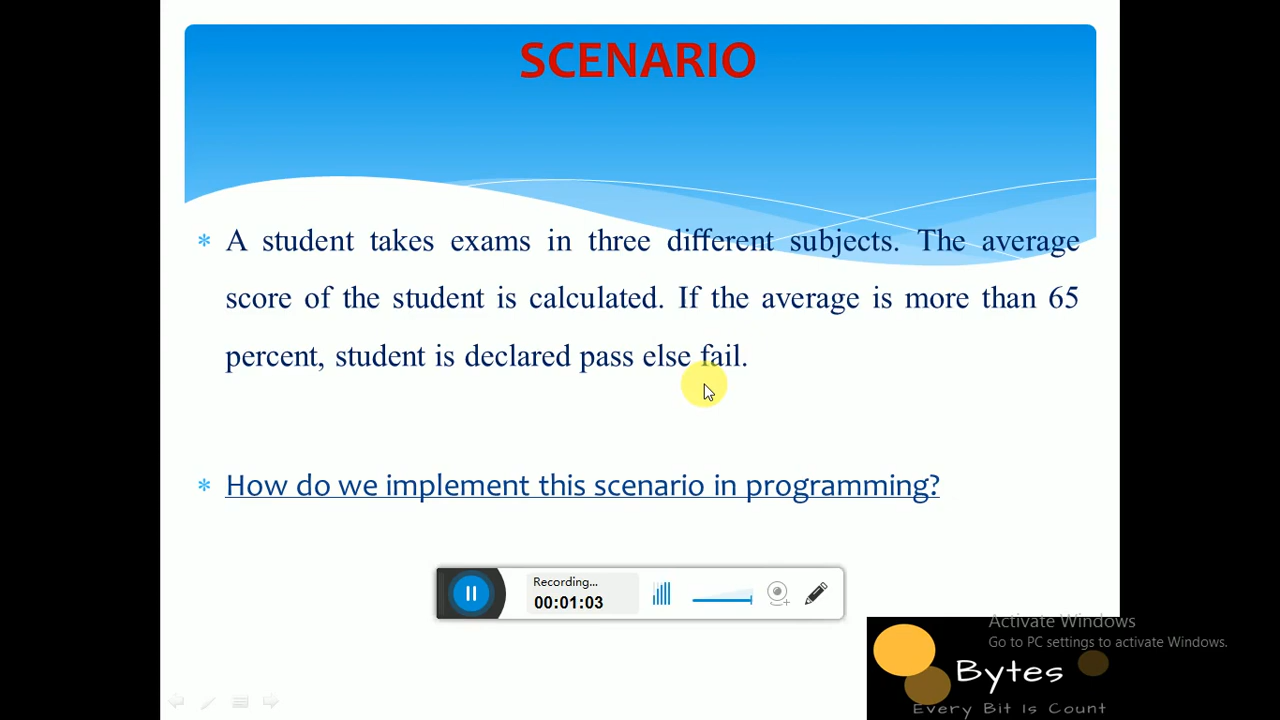 SCENARIO
* A student takes exams in three different subjects. The average
score of the student is calculated. If the average is more than 65
percent, student is declared pass else fail.
* How do we implement this scenario in programming?
Recording...
00:01:03
Activate Windows
Go to PC settings to activate Windows.
Bytes
Every Bit Is Count